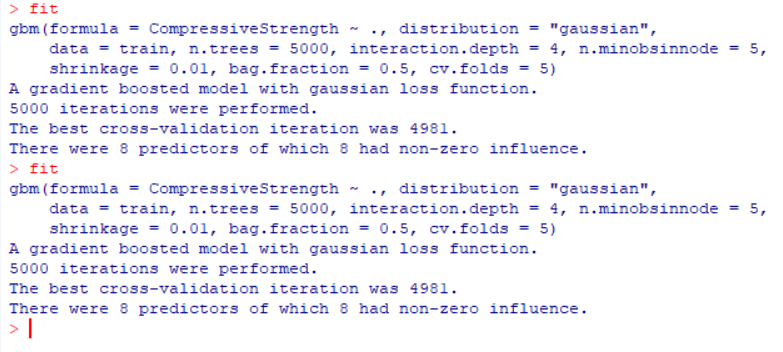 > fit
gbm(formula = CompressiveStrength ~ ., distribution = "gaussian",
    data = train, n.trees = 5000, interaction.depth = 4, n.minobsinnode = 5,
    shrinkage = 0.01, bag.fraction = 0.5, cv.folds = 5)
A gradient boosted model with gaussian loss function.
5000 iterations were performed.
The best cross-validation iteration was 4981.
There were 8 predictors of which 8 had non-zero influence.
> fit
gbm(formula = CompressiveStrength ~ ., distribution = "gaussian",
    data = train, n.trees = 5000, interaction.depth = 4, n.minobsinnode = 5,
    shrinkage = 0.01, bag.fraction = 0.5, cv.folds = 5)
A gradient boosted model with gaussian loss function.
5000 iterations were performed.
The best cross-validation iteration was 4981.
There were 8 predictors of which 8 had non-zero influence.
>